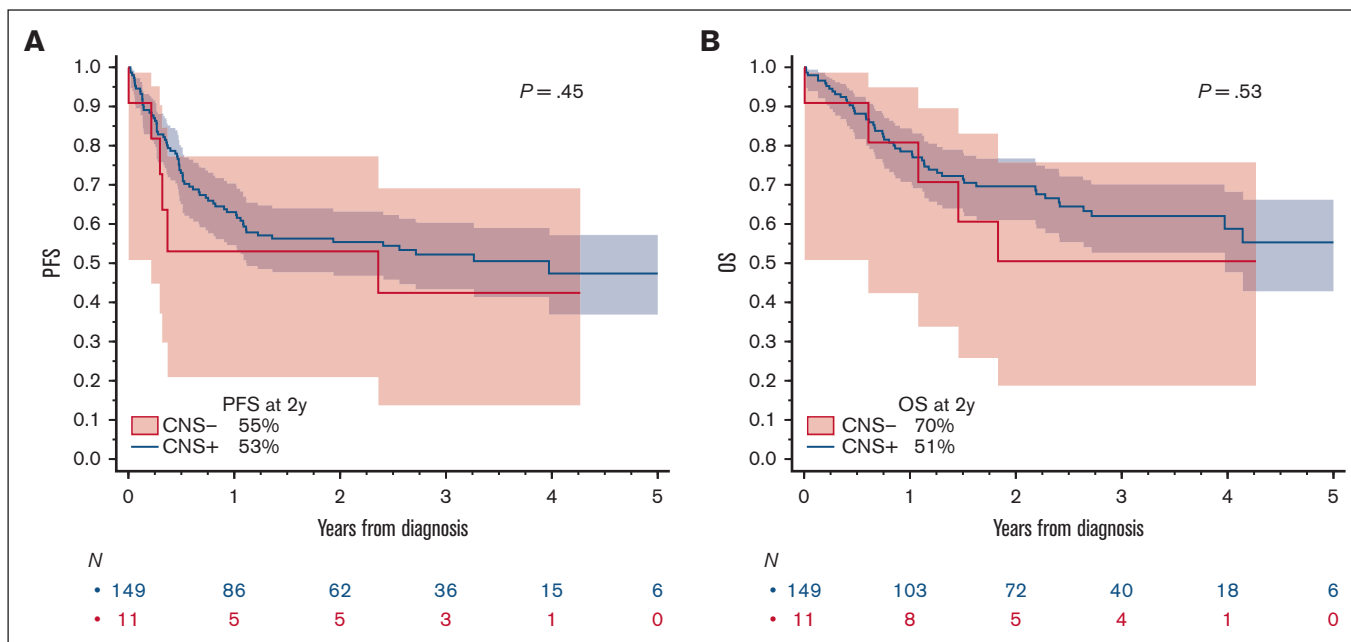 A
1.0
0.9
0.8
0.7
0.6
0.5
0.4
0.3
0.2
0.1
0.0
PFS
P = .45
PFS at 2y
CNS– 55%
CNS+ 53%
0 1 2 3 4 5
Years from diagnosis
N
• 149 86 62 36 15 6
• 11 5 5 3 1 0
B
1.0
0.9
0.8
0.7
0.6
0.5
0.4
0.3
0.2
0.1
0.0
OS
P = .53
OS at 2y
CNS– 70%
CNS+ 51%
0 1 2 3 4 5
Years from diagnosis
N
• 149 103 72 40 18 6
• 11 8 5 4 1 0